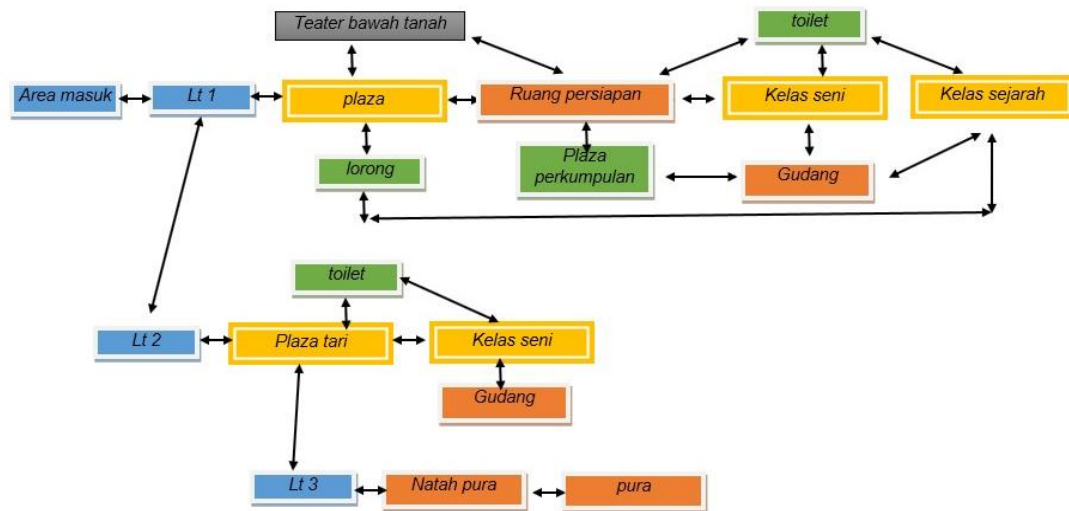 Teater bawah tanah
toilet
Area masuk
Lt 1
plaza
Ruang persiapan
Kelas seni
Kelas sejarah
lorong
Plaza
perkumpulan
Gudang
toilet
Lt 2
Plaza tari
Kelas seni
Gudang
Lt 3
Natah pura
pura